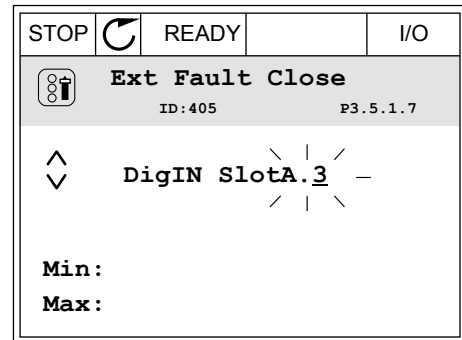 STOP READY I/O
Ext Fault Close
ID:405 P3.5.1.7
DigIN SlotA.3
Min:
Max: